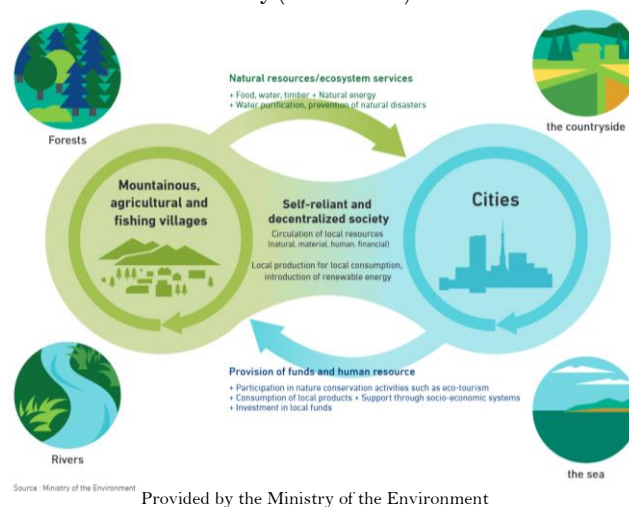 Forests
Natural resources/ecosystem services
+ Food, water, timber + Natural energy
+ Water purification, prevention of natural disasters
the countryside
Mountainous,
agricultural and
fishing villages
Self-reliant and
decentralized society
Circulation of local resources
(natural, material, human, financial)
Local production for local consumption,
introduction of renewable energy
Cities
Rivers
Provision of funds and human resource
+ Participation in nature conservation activities such as eco-tourism
+ Consumption of local products + Support through socio-economic systems
+ Investment in local funds
the sea
Source : Ministry of the Environment
Provided by the Ministry of the Environment